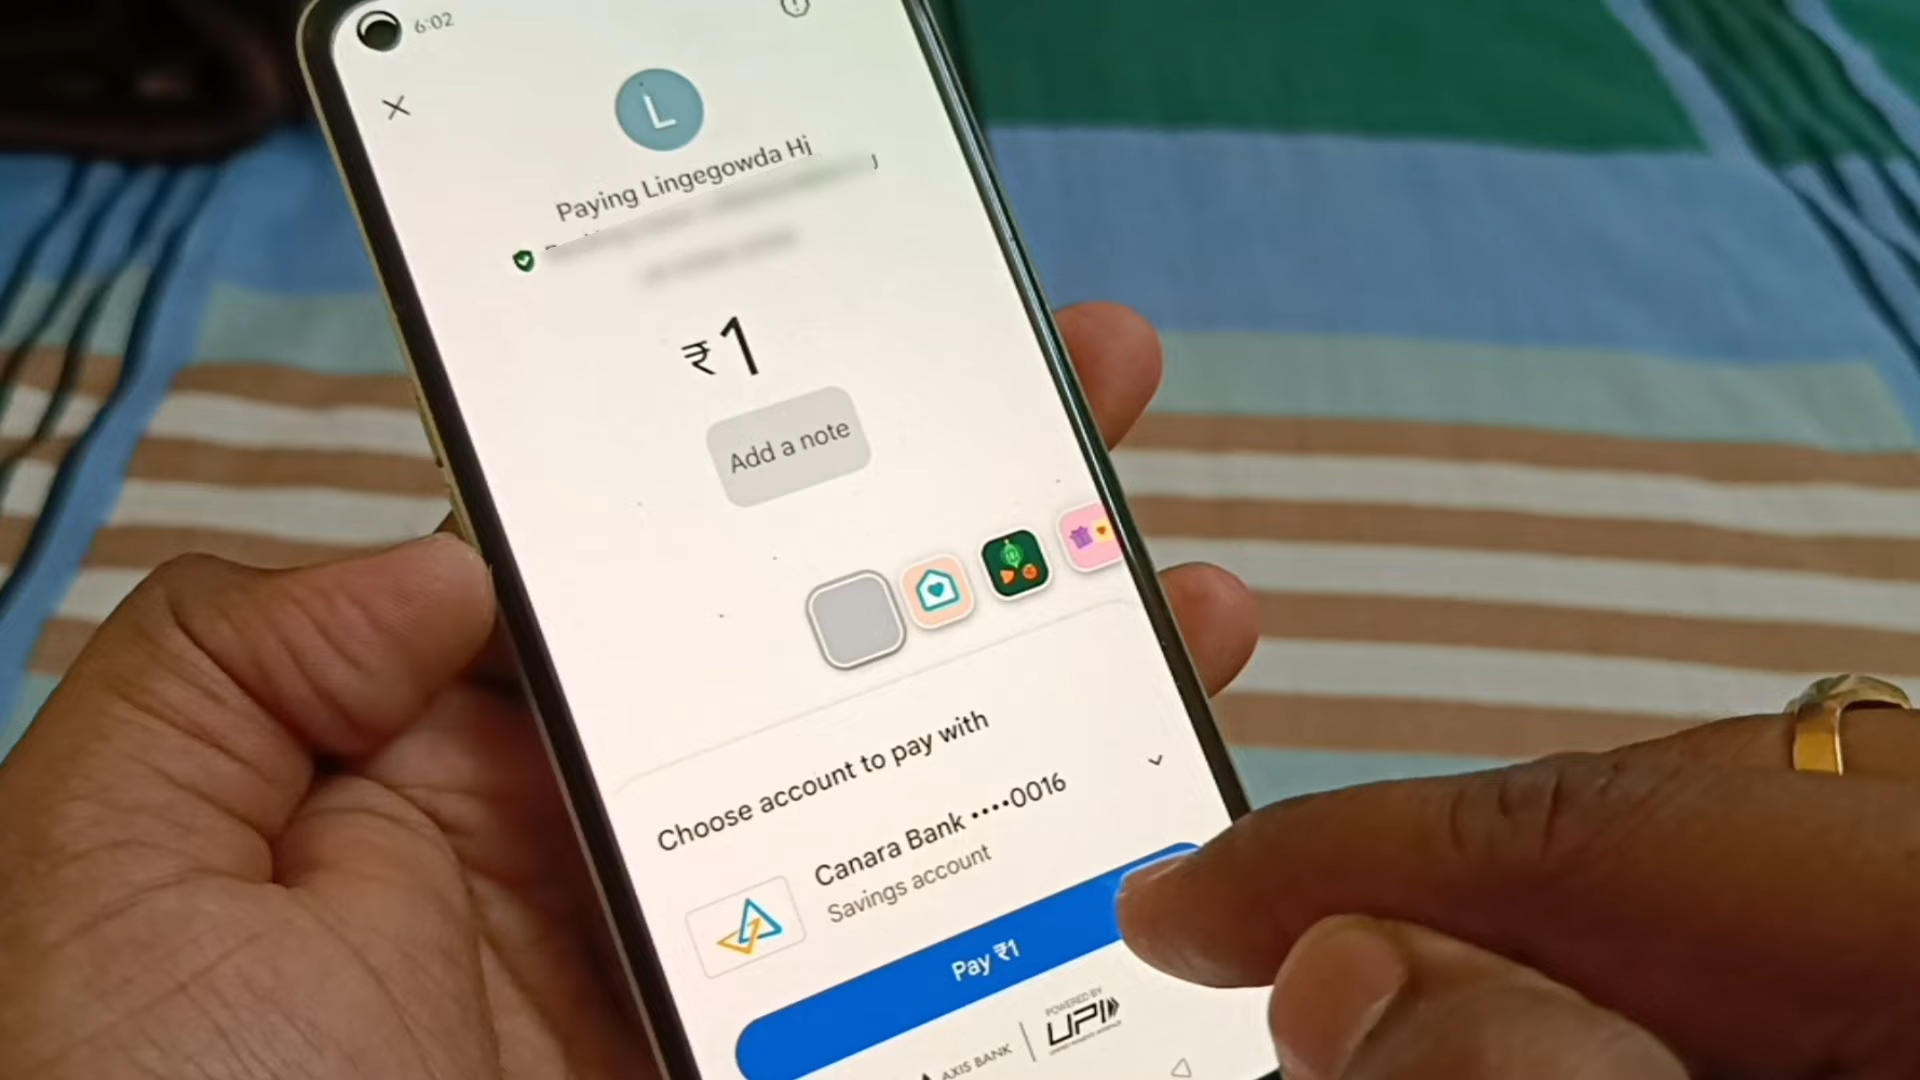 6:02
L
Paying Lingegowda Hi
₹1
Add a note
Choose account to pay with
Canara Bank ••••0016
Savings account
Pay ₹1
POWERED BY
UPI
AXIS BANK